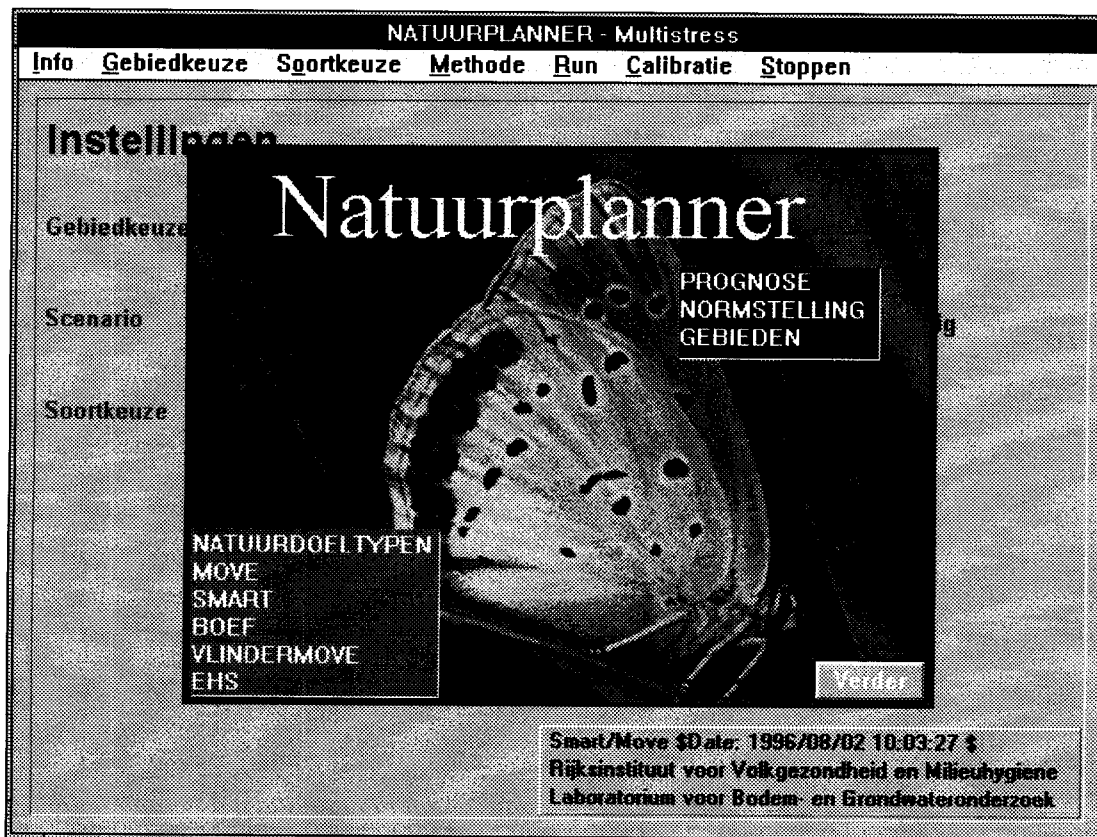 NATUURPLANNER - Multistress
Info Gebiedkeuze Soortkeuze Methode Run Calibratie Stoppen
Instellingen
Natuurplanner
Gebiedkeuze
PROGNOSE
NORMSTELLING
GEBIEDEN
Scenario
Soortkeuze
NATUURDOELTYPEN
MOVE
SMART
BOEF
VLINDERMOVE
EHS
Verder
Smart/Move $Date: 1996/08/02 10:03:27 $
Rijksinstituut voor Volkgezondheid en Milieuhygiene
Laboratorium voor Bodem- en Grondwateronderzoek